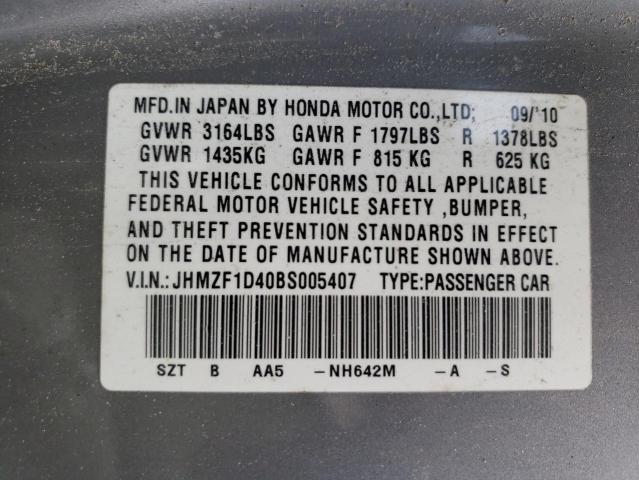 MFD.IN JAPAN BY HONDA MOTOR CO.,LTD; 09/'10
GVWR 3164LBS GAWR F 1797LBS R 1378LBS
GVWR 1435KG GAWR F 815 KG R 625 KG
THIS VEHICLE CONFORMS TO ALL APPLICABLE
FEDERAL MOTOR VEHICLE SAFETY ,BUMPER,
AND THEFT PREVENTION STANDARDS IN EFFECT
ON THE DATE OF MANUFACTURE SHOWN ABOVE.
V.I.N.:JHMZF1D40BS005407 TYPE:PASSENGER CAR
SZT B AA5 -NH642M -A -S